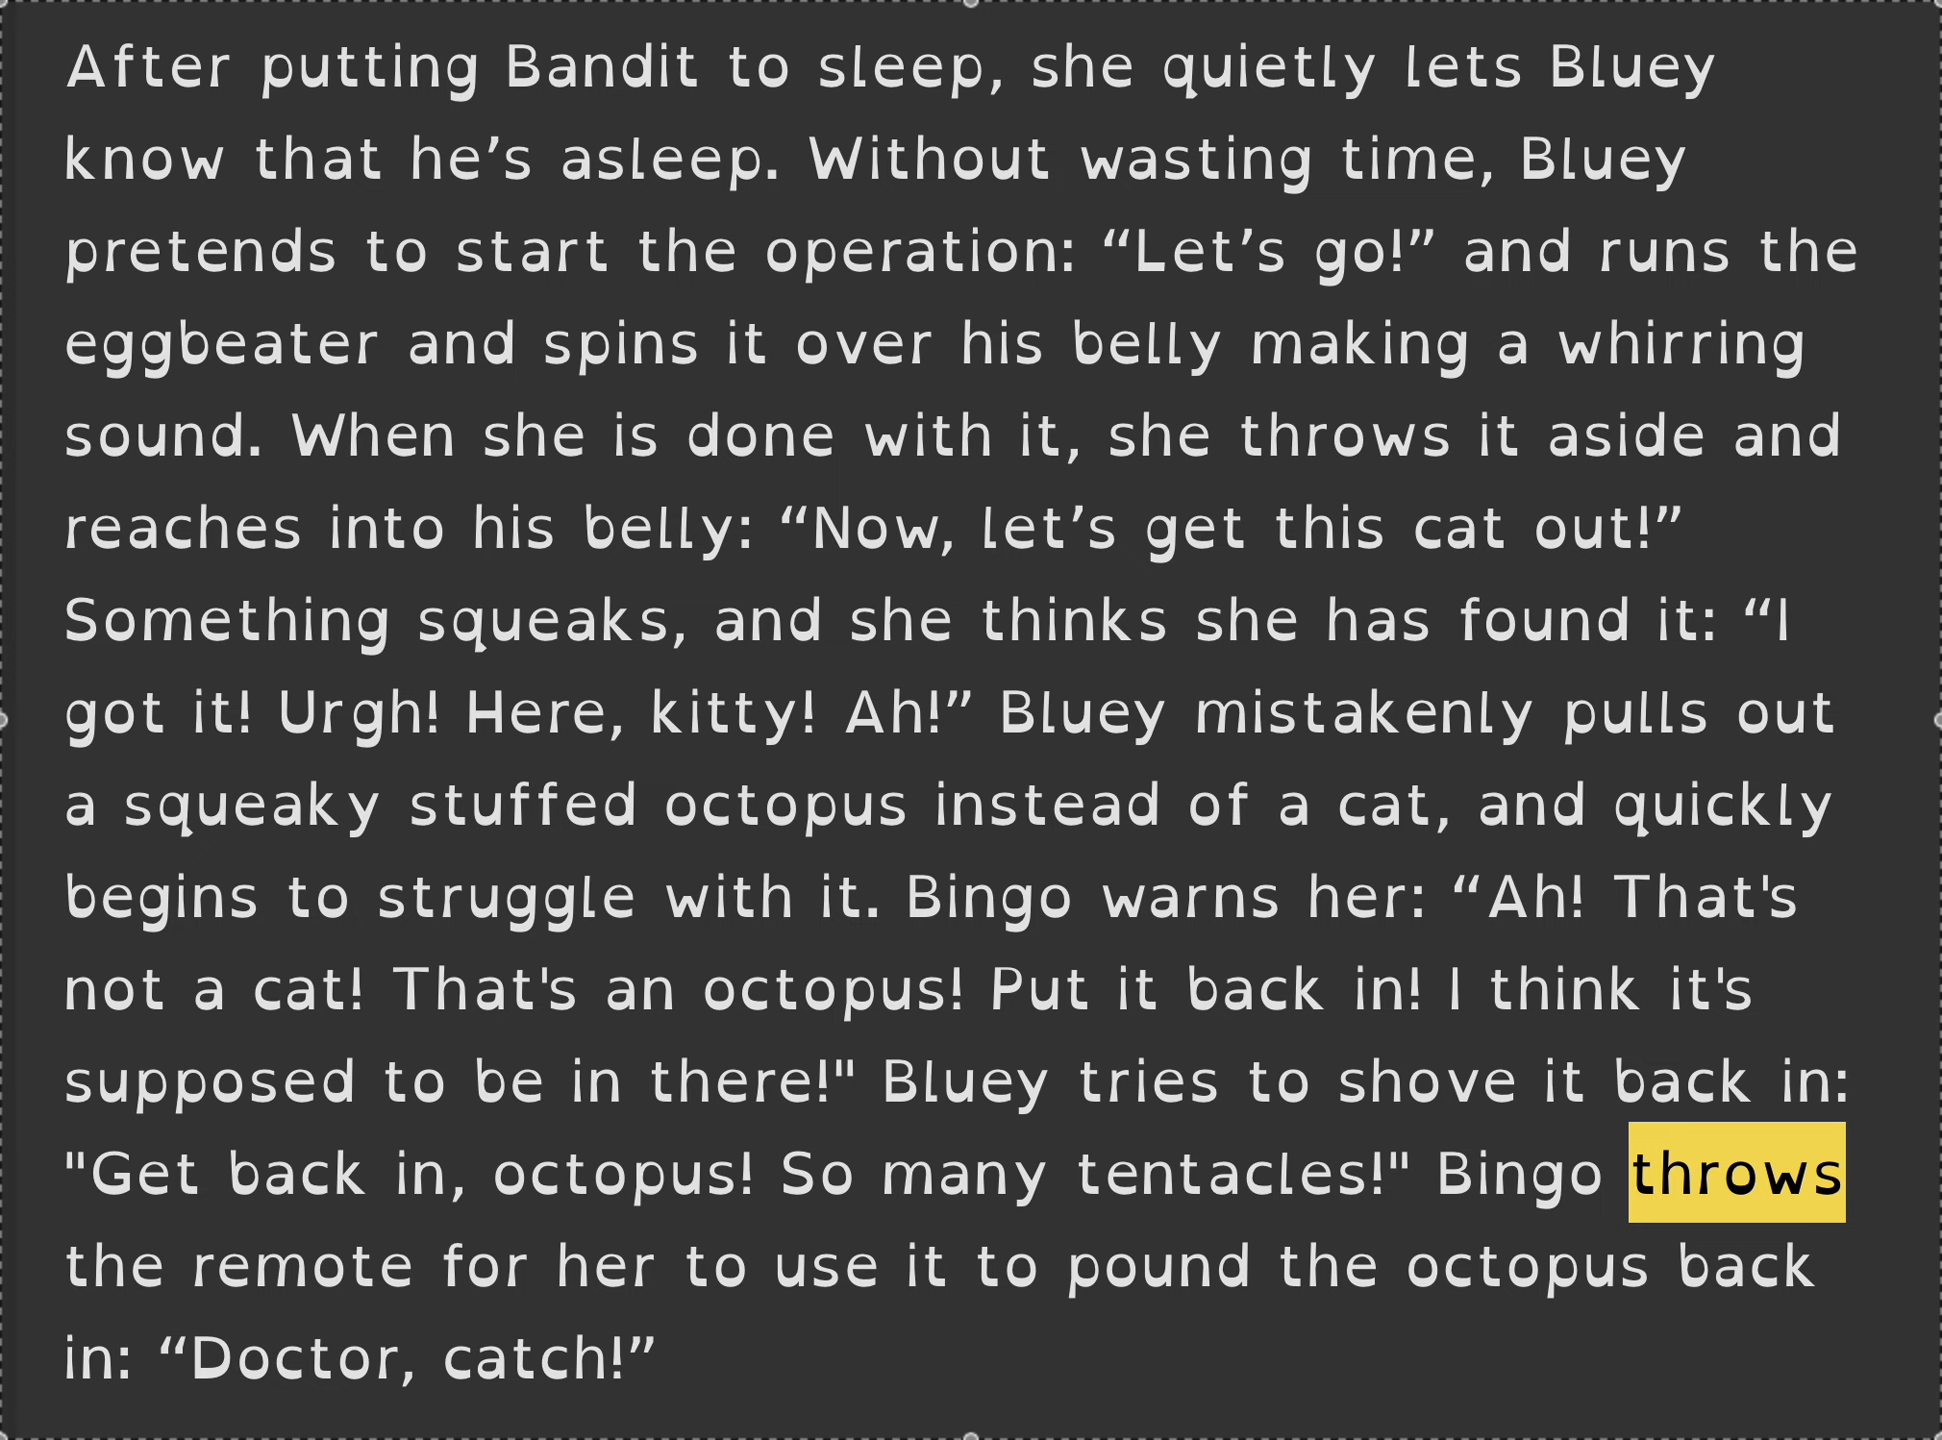 After putting Bandit to sleep, she quietly lets Bluey
know that he’s asleep. Without wasting time, Bluey
pretends to start the operation: “Let’s go!” and runs the
eggbeater and spins it over his belly making a whirring
sound. When she is done with it, she throws it aside and
reaches into his belly: “Now, let’s get this cat out!”
Something squeaks, and she thinks she has found it: “I
got it! Urgh! Here, kitty! Ah!” Bluey mistakenly pulls out
a squeaky stuffed octopus instead of a cat, and quickly
begins to struggle with it. Bingo warns her: “Ah! That's
not a cat! That's an octopus! Put it back in! I think it's
supposed to be in there!" Bluey tries to shove it back in:
"Get back in, octopus! So many tentacles!" Bingo throws
the remote for her to use it to pound the octopus back
in: “Doctor, catch!”